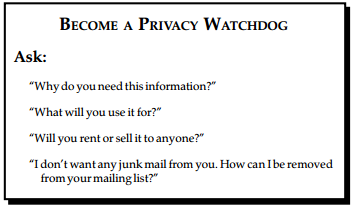 BECOME A PRIVACY WATCHDOG
Ask:
“Why do you need this information?”
“What will you use it for?”
“Will you rent or sell it to anyone?”
“I don’t want any junk mail from you. How can I be removed
from your mailing list?”